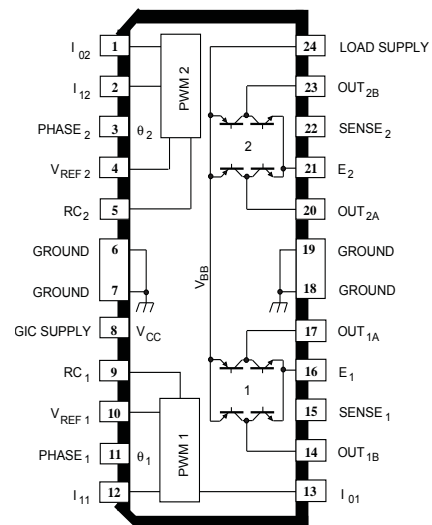 I02 1 PWM 2 24 LOAD SUPPLY
I12 2 23 OUT2B
PHASE2 3 θ2 22 SENSE2
VREF 2 4 2 21 E2
RC2 5 20 OUT2A
GROUND 6 19 GROUND
GROUND 7 VBB 18 GROUND
GIC SUPPLY 8 VCC 17 OUT1A
RC1 9 16 E1
VREF 1 10 1 15 SENSE1
PHASE1 11 θ1 PWM 1 14 OUT1B
I11 12 13 I01